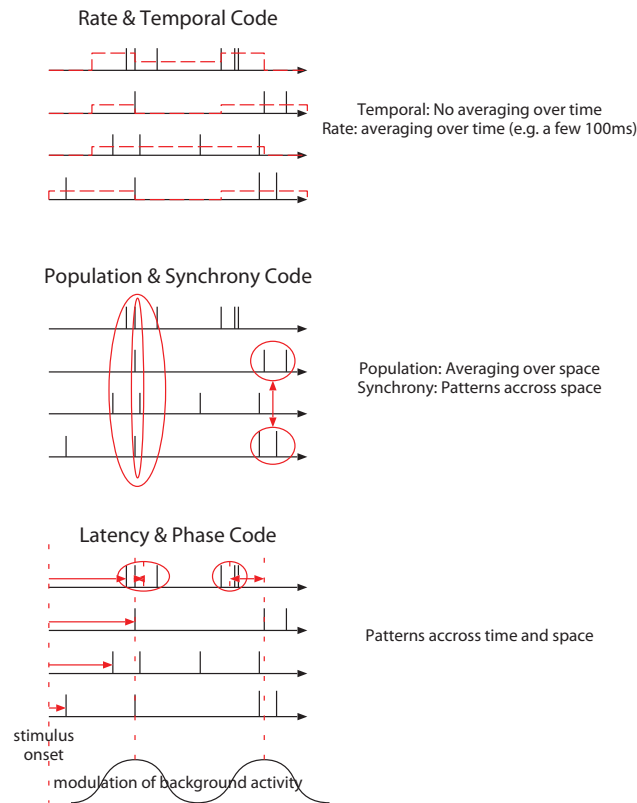 Rate & Temporal Code
Temporal: No averaging over time
Rate: averaging over time (e.g. a few 100ms)
Population & Synchrony Code
Population: Averaging over space
Synchrony: Patterns accross space
Latency & Phase Code
Patterns accross time and space
stimulus
onset
modulation of background activity